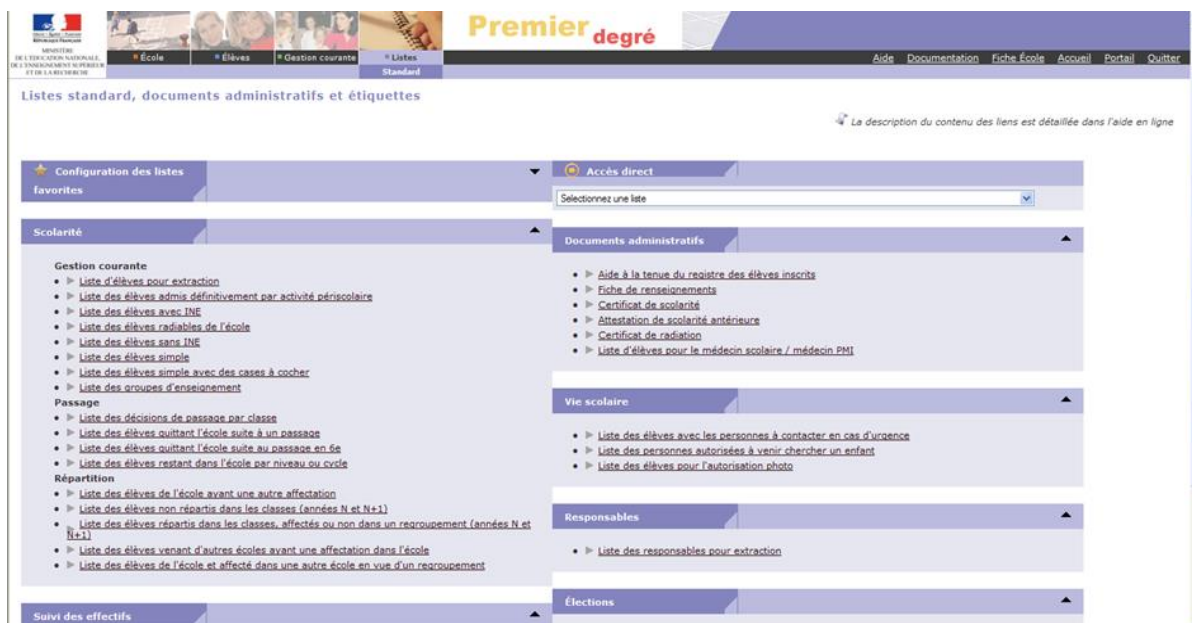 Premier degré
Liberté • Égalité • Fraternité
RÉPUBLIQUE FRANÇAISE
MINISTÈRE
DE L'ÉDUCATION NATIONALE,
DE L'ENSEIGNEMENT SUPÉRIEUR
ET DE LA RECHERCHE
École
Élèves
Gestion courante
Listes
Aide Documentation Fiche École Accueil Portail Quitter
Standard
Listes standard, documents administratifs et étiquettes
La description du contenu des liens est détaillée dans l'aide en ligne
Configuration des listes
favorites
Scolarité
Gestion courante
Liste d'élèves pour extraction
Liste des élèves admis définitivement par activité périscolaire
Liste des élèves avec INE
Liste des élèves radiables de l'école
Liste des élèves sans INE
Liste des élèves simple
Liste des élèves simple avec des cases à cocher
Liste des groupes d'enseignement
Passage
Liste des décisions de passage par classe
Liste des élèves quittant l'école suite à un passage
Liste des élèves quittant l'école suite au passage en 6e
Liste des élèves restant dans l'école par niveau ou cycle
Répartition
Liste des élèves de l'école ayant une autre affectation
Liste des élèves non répartis dans les classes (années N et N+1)
Liste des élèves répartis dans les classes, affectés ou non dans un regroupement (années N et
N+1)
Liste des élèves venant d'autres écoles ayant une affectation dans l'école
Liste des élèves de l'école et affecté dans une autre école en vue d'un regroupement
Suivi des effectifs
Accès direct
Selectionnez une liste
Documents administratifs
Aide à la tenue du registre des élèves inscrits
Fiche de renseignements
Certificat de scolarité
Attestation de scolarité antérieure
Certificat de radiation
Liste d'élèves pour le médecin scolaire / médecin PMI
Vie scolaire
Liste des élèves avec les personnes à contacter en cas d'urgence
Liste des personnes autorisées à venir chercher un enfant
Liste des élèves pour l'autorisation photo
Responsables
Liste des responsables pour extraction
Élections